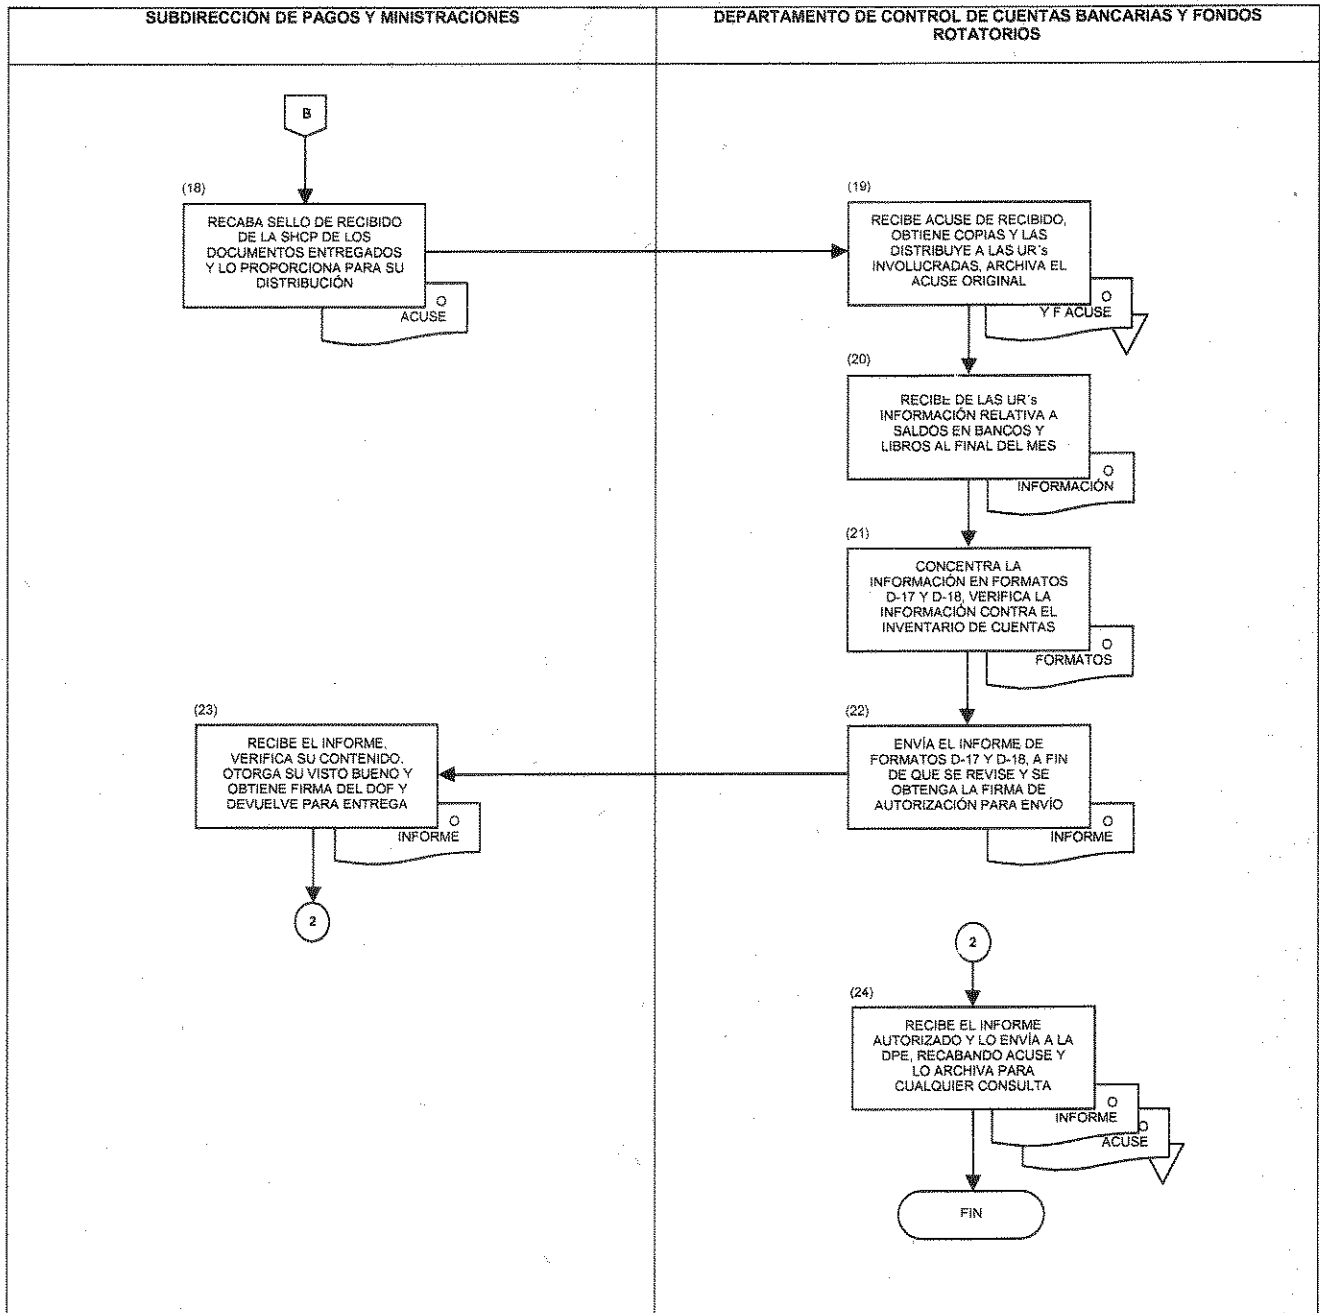 SUBDIRECCIÓN DE PAGOS Y MINISTRACIONES
DEPARTAMENTO DE CONTROL DE CUENTAS BANCARIAS Y FONDOS
ROTATORIOS
B
(18)
RECABA SELLO DE RECIBIDO
DE LA SHCP DE LOS
DOCUMENTOS ENTREGADOS
Y LO PROPORCIONA PARA SU
DISTRIBUCIÓN
O
ACUSE
(19)
RECIBE ACUSE DE RECIBIDO,
OBTIENE COPIAS Y LAS
DISTRIBUYE A LAS UR´s
INVOLUCRADAS, ARCHIVA EL
ACUSE ORIGINAL
O
Y F ACUSE
(20)
RECIBE DE LAS UR´s
INFORMACIÓN RELATIVA A
SALDOS EN BANCOS Y
LIBROS AL FINAL DEL MES
O
INFORMACIÓN
(21)
CONCENTRA LA
INFORMACIÓN EN FORMATOS
D-17 Y D-18, VERIFICA LA
INFORMACIÓN CONTRA EL
INVENTARIO DE CUENTAS
O
FORMATOS
(22)
ENVÍA EL INFORME DE
FORMATOS D-17 Y D-18, A FIN
DE QUE SE REVISE Y SE
OBTENGA LA FIRMA DE
AUTORIZACIÓN PARA ENVÍO
O
INFORME
(23)
RECIBE EL INFORME,
VERIFICA SU CONTENIDO,
OTORGA SU VISTO BUENO Y
OBTIENE FIRMA DEL DOF Y
DEVUELVE PARA ENTREGA
O
INFORME
2
2
(24)
RECIBE EL INFORME
AUTORIZADO Y LO ENVÍA A LA
DPE, RECABANDO ACUSE Y
LO ARCHIVA PARA
CUALQUIER CONSULTA
O
INFORME
O
ACUSE
FIN